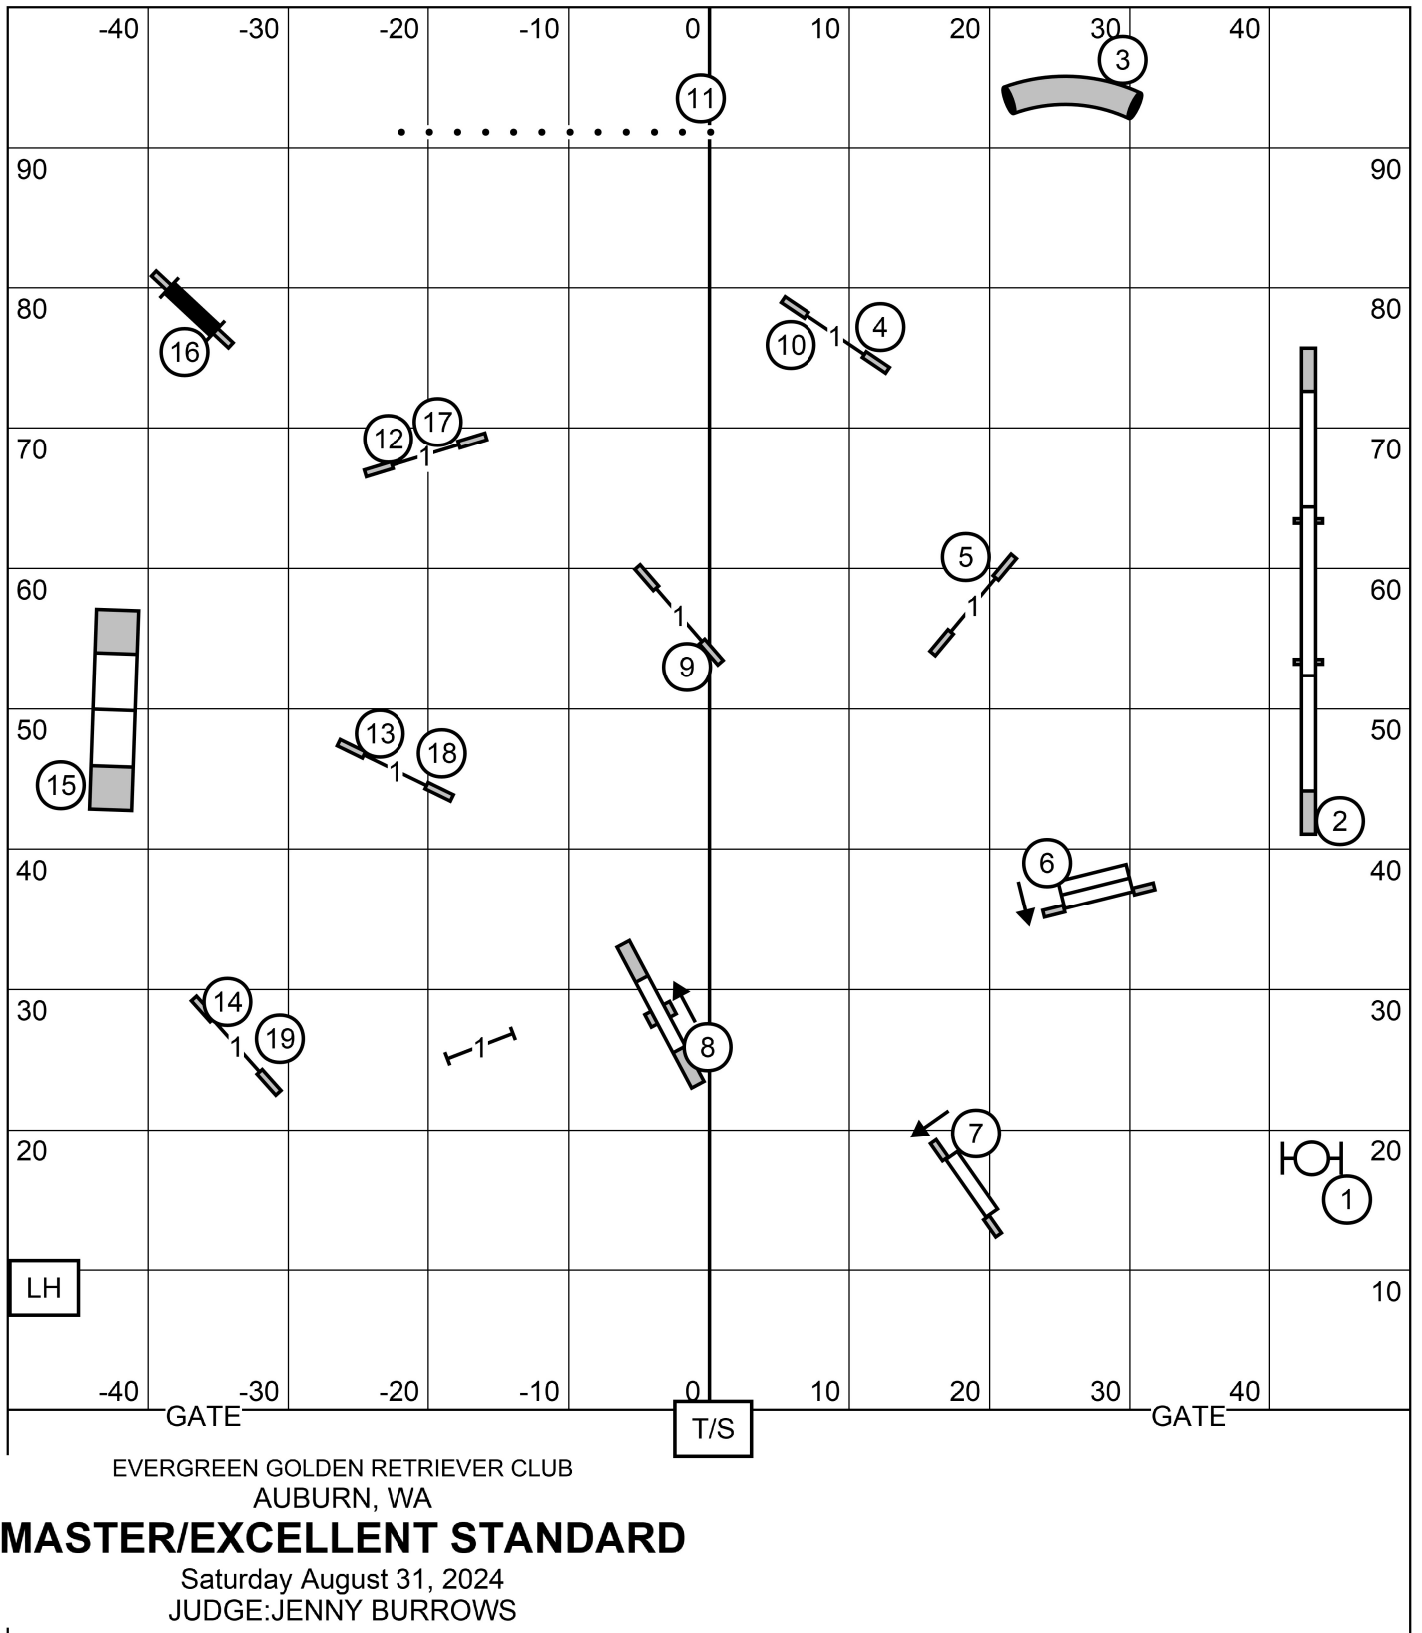 -40 -30 -20 -10 0 10 20 30 40
3
11
90 90
80 80
16 10 1 4
12 17 1
70 70
5
1
60 60
1
9
13 18 1
50 50
15
2
6
40 40
14 19 1
30 30
1
8
7
20 20
1
LH
10
-40 -30 -20 -10 0 10 20 30 40
GATE GATE
T/S
EVERGREEN GOLDEN RETRIEVER CLUB
AUBURN, WA
MASTER/EXCELLENT STANDARD
Saturday August 31, 2024
JUDGE:JENNY BURROWS